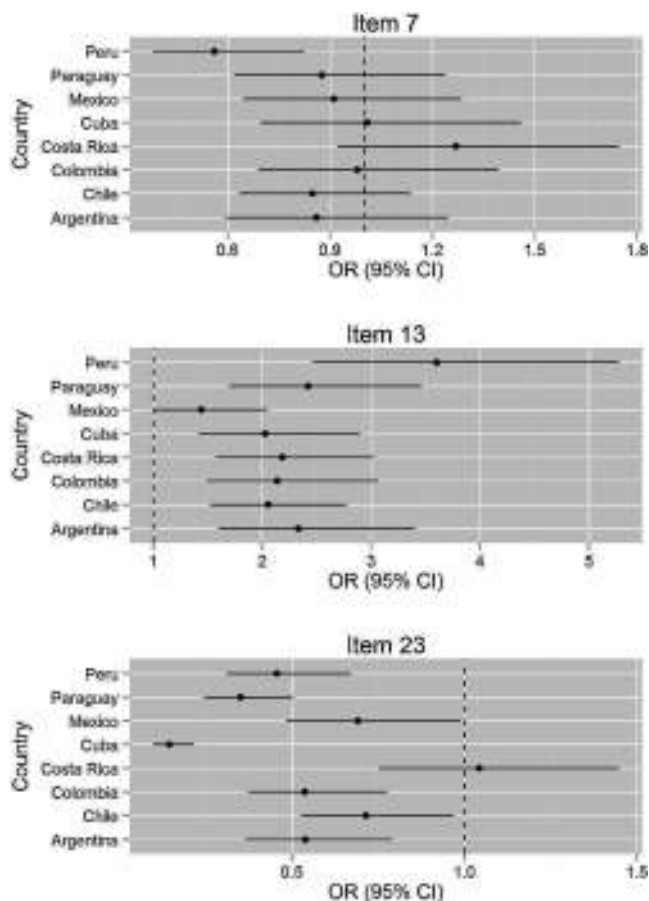 Item 7
Country
Peru
Paraguay
Mexico
Cuba
Costa Rica
Colombia
Chile
Argentina
0.6 0.9 1.2 1.5 1.8
OR (95% CI)
Item 13
Country
Peru
Paraguay
Mexico
Cuba
Costa Rica
Colombia
Chile
Argentina
1 2 3 4 5
OR (95% CI)
Item 23
Country
Peru
Paraguay
Mexico
Cuba
Costa Rica
Colombia
Chile
Argentina
0.5 1.0 1.5
OR (95% CI)